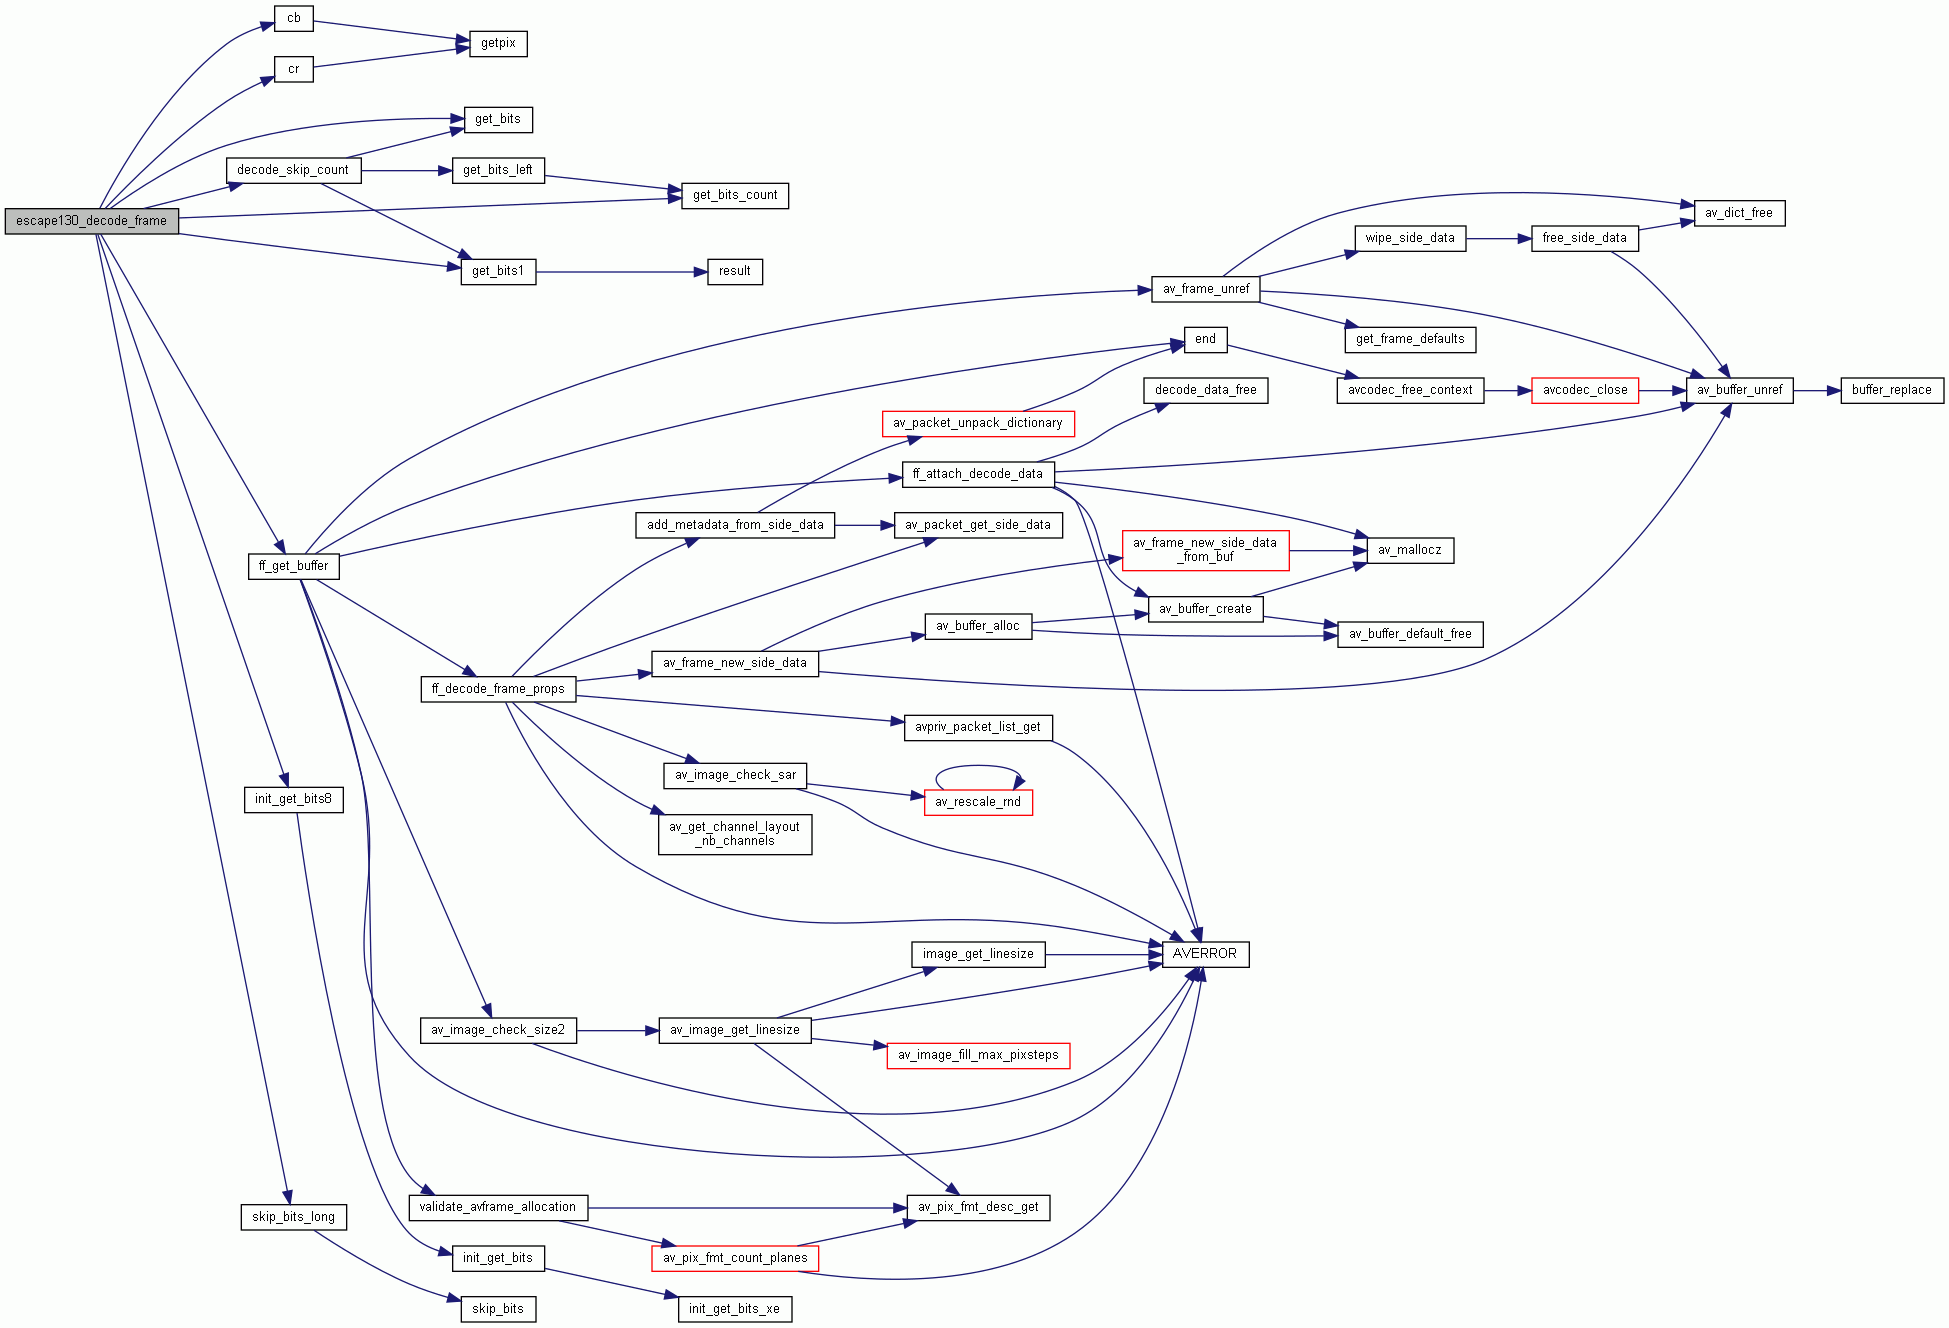 cb
getpix
cr
get_bits
decode_skip_count
get_bits_left
get_bits_count
escape130_decode_frame
av_dict_free
wipe_side_data
free_side_data
get_bits1
result
av_frame_unref
end
get_frame_defaults
decode_data_free
avcodec_free_context
avcodec_close
av_buffer_unref
buffer_replace
av_packet_unpack_dictionary
ff_attach_decode_data
add_metadata_from_side_data
av_packet_get_side_data
av_frame_new_side_data
_from_buf
av_mallocz
ff_get_buffer
av_buffer_create
av_buffer_alloc
av_buffer_default_free
av_frame_new_side_data
ff_decode_frame_props
avpriv_packet_list_get
av_image_check_sar
av_rescale_rnd
init_get_bits8
av_get_channel_layout
_nb_channels
image_get_linesize
AVERROR
av_image_check_size2
av_image_get_linesize
av_image_fill_max_pixsteps
validate_avframe_allocation
av_pix_fmt_desc_get
skip_bits_long
init_get_bits
av_pix_fmt_count_planes
skip_bits
init_get_bits_xe